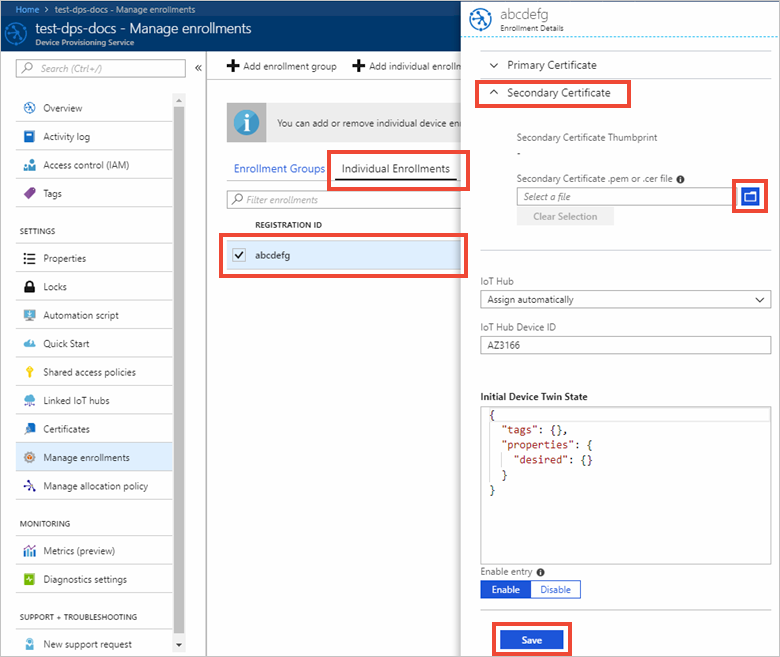 Home > test-dps-docs - Manage enrollments
test-dps-docs - Manage enrollments
Device Provisioning Service
Search (Ctrl+/)
«
Overview
Activity log
Access control (IAM)
Tags
SETTINGS
Properties
Locks
Automation script
Quick Start
Shared access policies
Linked IoT hubs
Certificates
Manage enrollments
Manage allocation policy
MONITORING
Metrics (preview)
Diagnostics settings
SUPPORT + TROUBLESHOOTING
New support request
Add enrollment group Add individual enrollm
You can add or remove individual device en
Enrollment Groups Individual Enrollments
Filter enrollments
REGISTRATION ID
abcdefg
abcdefg
Enrollment Details
Primary Certificate
Secondary Certificate
Secondary Certificate Thumbprint
-
Secondary Certificate .pem or .cer file
Select a file
Clear Selection
IoT Hub
Assign automatically
IoT Hub Device ID
AZ3166
Initial Device Twin State
{
"tags": {},
"properties": {
"desired": {}
}
}
Enable entry
Enable Disable
Save